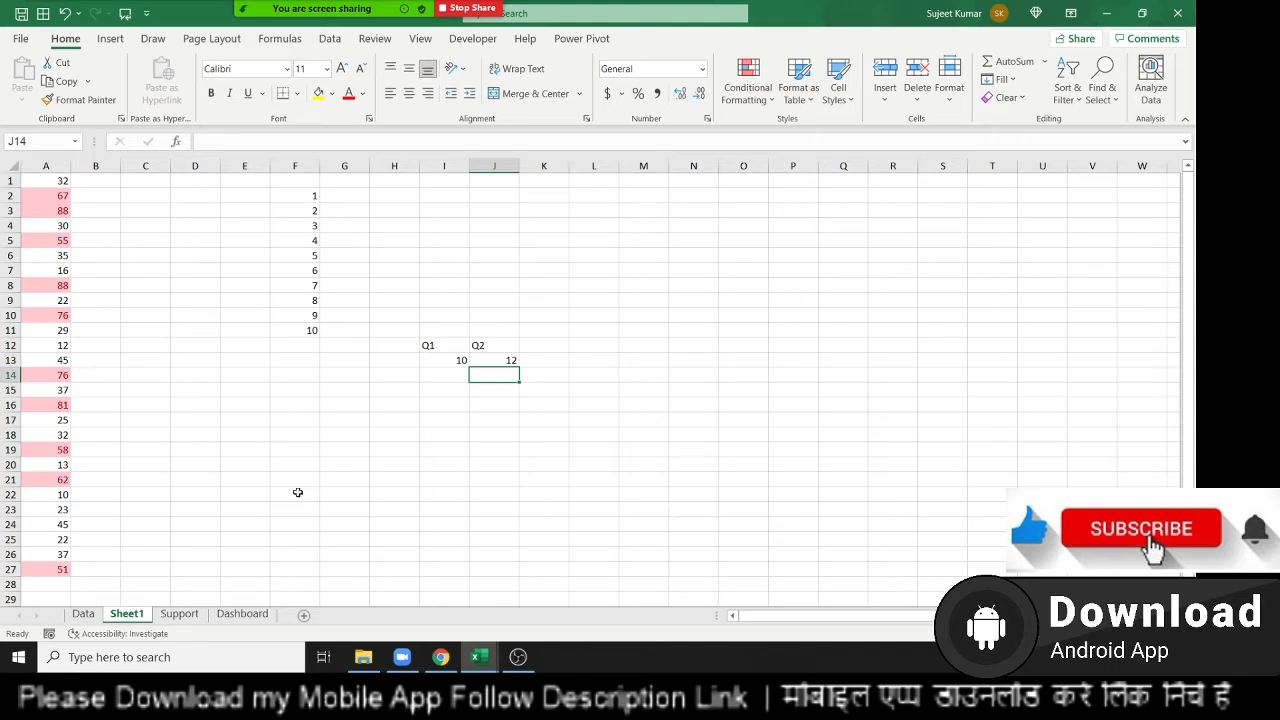 You are screen sharing
Stop Share
Search
Sujeet Kumar
SK
File Home Insert Draw Page Layout Formulas Data Review View Developer Help Power Pivot
Share Comments
Paste
Cut
Copy
Format Painter
Clipboard
Paste as Hyperlink
Paste as Hyper...
Calibri 11
B I U
Font
Wrap Text
Merge & Center
Alignment
General
$ % ,
Number
Conditional Formatting
Format as Table
Cell Styles
Styles
Insert Delete Format
Cells
AutoSum
Fill
Clear
Sort & Filter
Find & Select
Editing
Analyze Data
Analysis
J14 fx
A B C D E F G H I J K L M N O P Q R S T U V W
1 32
2 67 1
3 88 2
4 30 3
5 55 4
6 35 5
7 16 6
8 88 7
9 22 8
10 76 9
11 29 10
12 12 Q1 Q2
13 45 10 12
14 76
15 37
16 81
17 25
18 32
19 58
20 13
21 62
22 10
23 23
24 45
25 22
26 37
27 51
28
29
SUBSCRIBE
Data Sheet1 Support Dashboard
Ready Accessibility: Investigate
Download
Android App
Type here to search
Please Download my Mobile App Follow Description Link | मोबाइल एप्प डाउनलोड करे लिंक निचे है